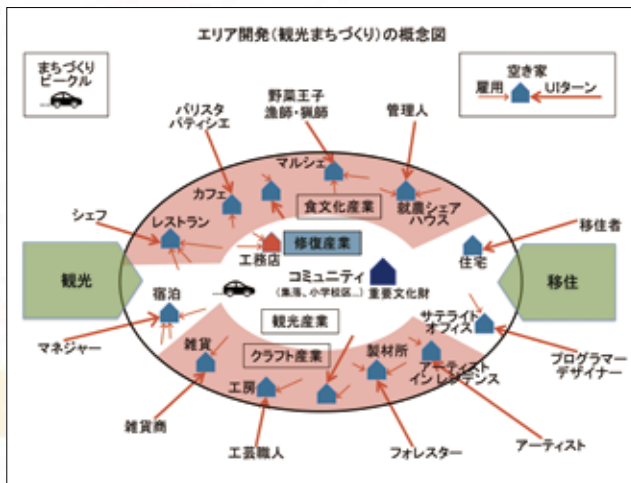 エリア開発(観光まちづくり)の概念図
まちづくり
ビークル
空き家
雇用
UIターン
バリスタ
パティシエ
野菜王子
漁師・猟師
管理人
マルシェ
カフェ
食文化産業
就農シェア
ハウス
シェフ
レストラン
移住者
工務店
修復産業
住宅
観光
コミュニティ
(集落、小学校区...)
重要文化財
移住
宿泊
観光産業
サテライト
オフィス
マネジャー
雑貨
クラフト産業
製材所
アーティスト
イン レジデンス
プログラマー
デザイナー
工房
雑貨商
工芸職人
フォレスター
アーティスト